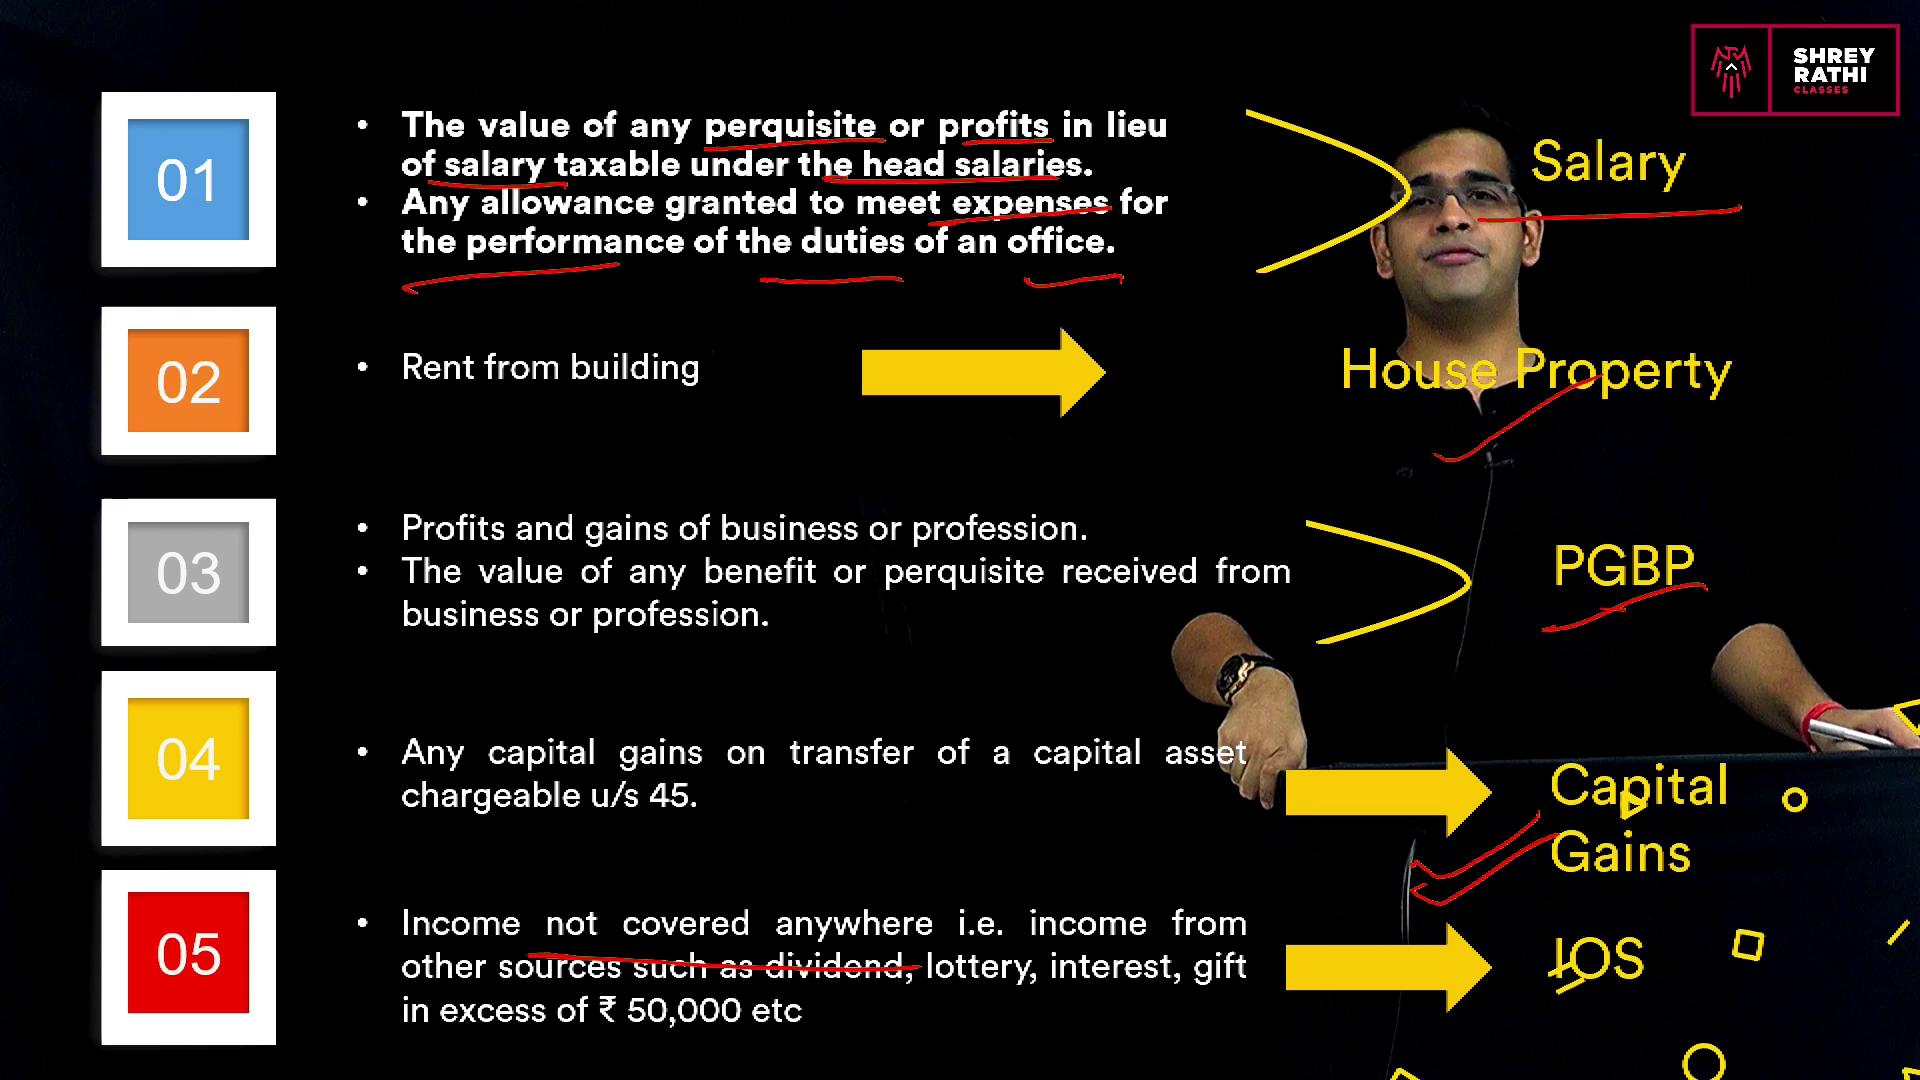 SHREY
RATHI
CLASSES
01
• The value of any perquisite or profits in lieu
of salary taxable under the head salaries.
• Any allowance granted to meet expenses for
the performance of the duties of an office.
Salary
02
• Rent from building
House Property
03
• Profits and gains of business or profession.
• The value of any benefit or perquisite received from
business or profession.
PGBP
04
• Any capital gains on transfer of a capital asset
chargeable u/s 45.
Capital
Gains
05
• Income not covered anywhere i.e. income from
other sources such as dividend, lottery, interest, gift
in excess of ₹ 50,000 etc
IOS